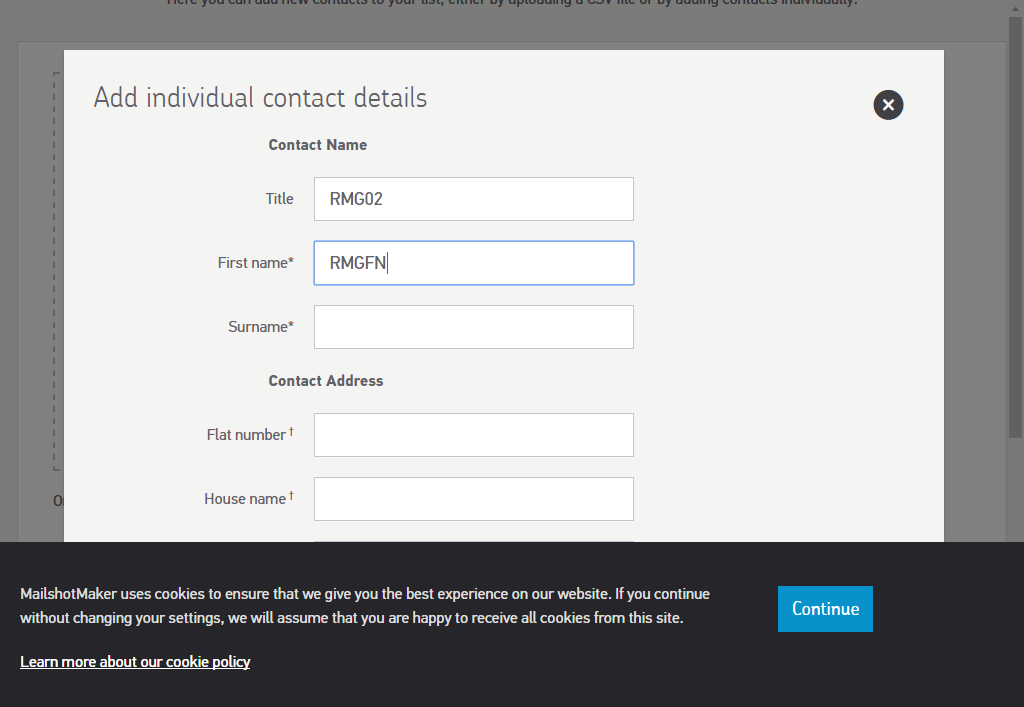 Here you can add new contacts to your list, either by uploading a CSV file or by adding contacts individually.
Add individual contact details
Contact Name
Title
RMG02
First name*
RMGFN
Surname*
Contact Address
Flat number †
House name †
MailshotMaker uses cookies to ensure that we give you the best experience on our website. If you continue
without changing your settings, we will assume that you are happy to receive all cookies from this site.
Continue
Learn more about our cookie policy